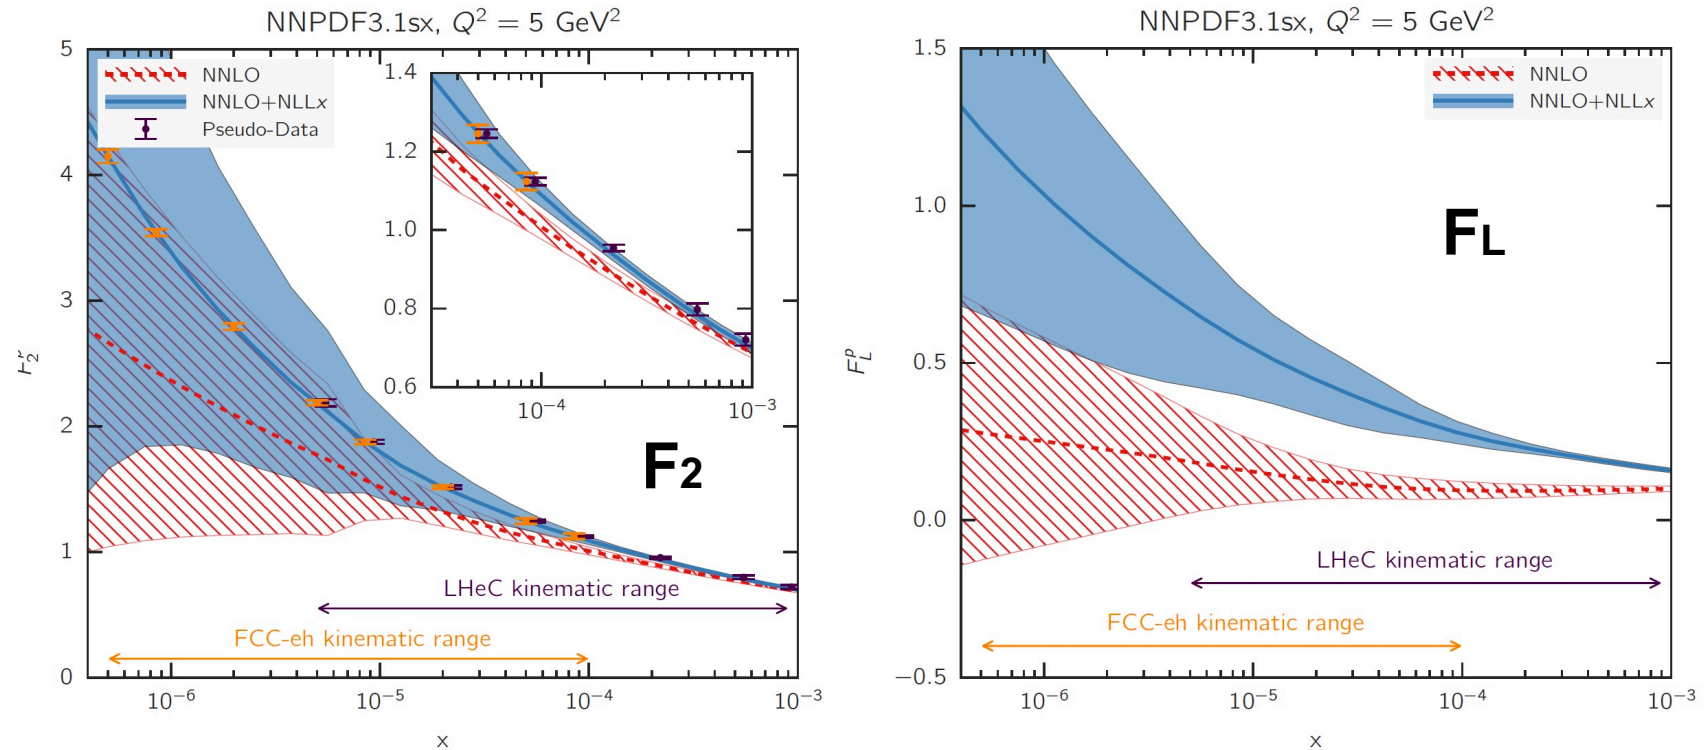 NNPDF3.1sx, Q² = 5 GeV²
5
4
3
2
1
0
F₂ᵖ
NNLO
NNLO+NLLx
Pseudo-Data
1.4
1.2
1.0
0.8
0.6
10⁻⁴
10⁻³
F₂
LHeC kinematic range
FCC-eh kinematic range
10⁻⁶
10⁻⁵
10⁻⁴
10⁻³
x
NNPDF3.1sx, Q² = 5 GeV²
1.5
1.0
0.5
0.0
−0.5
F_L^p
NNLO
NNLO+NLLx
FL
LHeC kinematic range
FCC-eh kinematic range
10⁻⁶
10⁻⁵
10⁻⁴
10⁻³
x